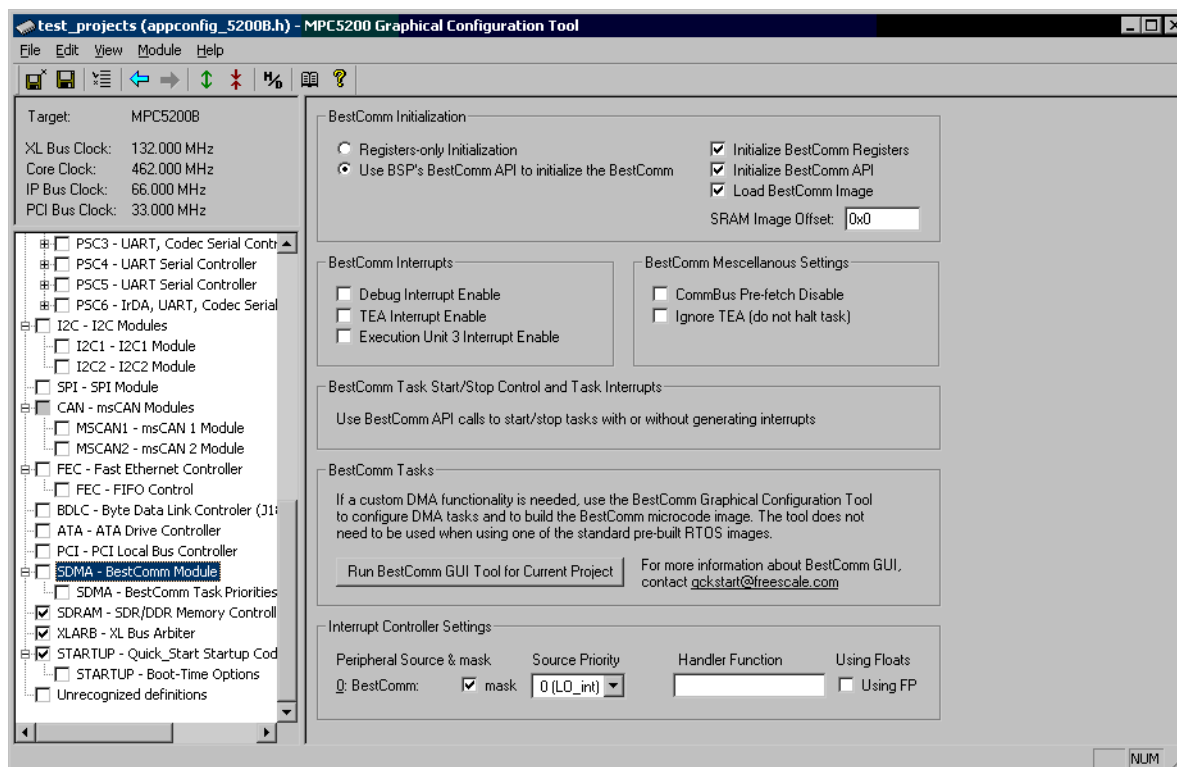 test_projects (appconfig_5200B.h) - MPC5200 Graphical Configuration Tool
File Edit View Module Help
H/D
Target: MPC5200B
XL Bus Clock: 132.000 MHz
Core Clock: 462.000 MHz
IP Bus Clock: 66.000 MHz
PCI Bus Clock: 33.000 MHz
PSC3 - UART, Codec Serial Contr
PSC4 - UART Serial Controller
PSC5 - UART Serial Controller
PSC6 - IrDA, UART, Codec Serial
I2C - I2C Modules
I2C1 - I2C1 Module
I2C2 - I2C2 Module
SPI - SPI Module
CAN - msCAN Modules
MSCAN1 - msCAN 1 Module
MSCAN2 - msCAN 2 Module
FEC - Fast Ethernet Controller
FEC - FIFO Control
BDLC - Byte Data Link Controler (J18
ATA - ATA Drive Controller
PCI - PCI Local Bus Controller
SDMA - BestComm Module
SDMA - BestComm Task Priorities
SDRAM - SDR/DDR Memory Controll
XLARB - XL Bus Arbiter
STARTUP - Quick_Start Startup Cod
STARTUP - Boot-Time Options
Unrecognized definitions
BestComm Initialization
Registers-only Initialization
Use BSP's BestComm API to initialize the BestComm
Initialize BestComm Registers
Initialize BestComm API
Load BestComm Image
SRAM Image Offset: 0x0
BestComm Interrupts
Debug Interrupt Enable
TEA Interrupt Enable
Execution Unit 3 Interrupt Enable
BestComm Mescellanous Settings
CommBus Pre-fetch Disable
Ignore TEA (do not halt task)
BestComm Task Start/Stop Control and Task Interrupts
Use BestComm API calls to start/stop tasks with or without generating interrupts
BestComm Tasks
If a custom DMA functionality is needed, use the BestComm Graphical Configuration Tool
to configure DMA tasks and to build the BestComm microcode image. The tool does not
need to be used when using one of the standard pre-built RTOS images.
Run BestComm GUI Tool for Current Project
For more information about BestComm GUI,
contact gckstart@freescale.com
Interrupt Controller Settings
Peripheral Source & mask Source Priority Handler Function Using Floats
0: BestComm: mask 0 (LO_int) Using FP
NUM